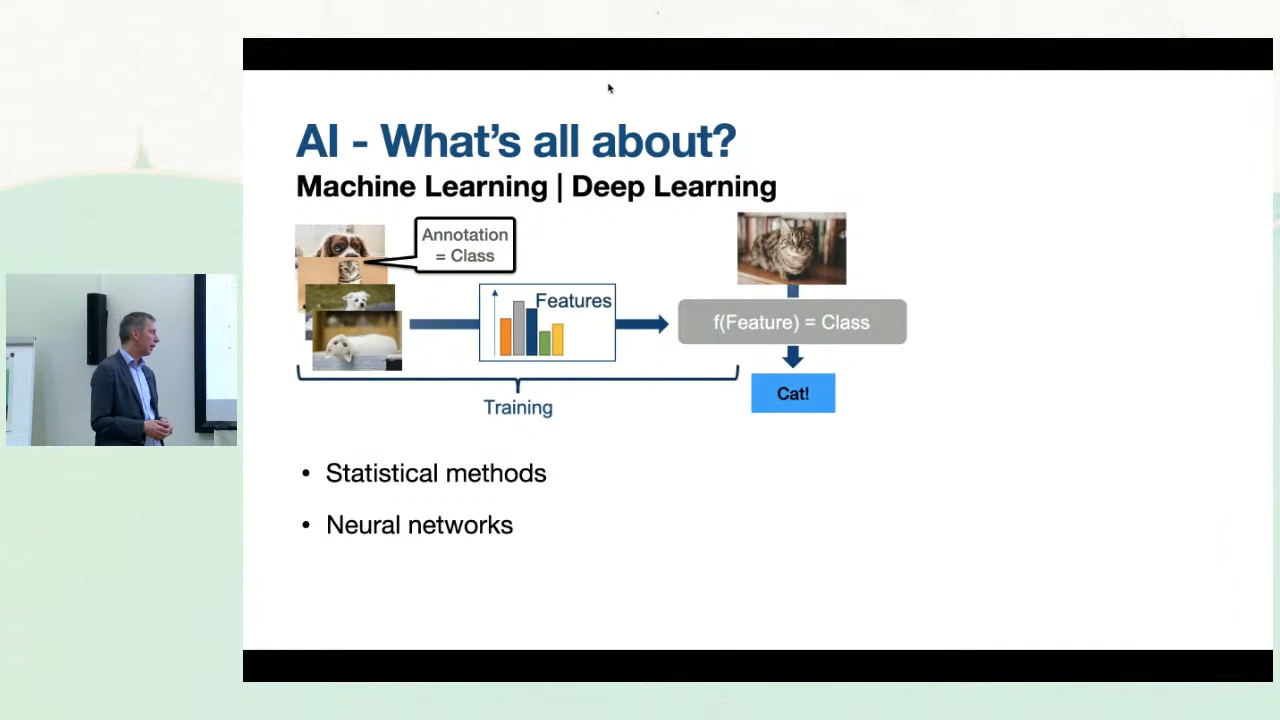 AI - What's all about?
Machine Learning | Deep Learning
Annotation
= Class
Features
f(Feature) = Class
Cat!
Training
• Statistical methods
• Neural networks